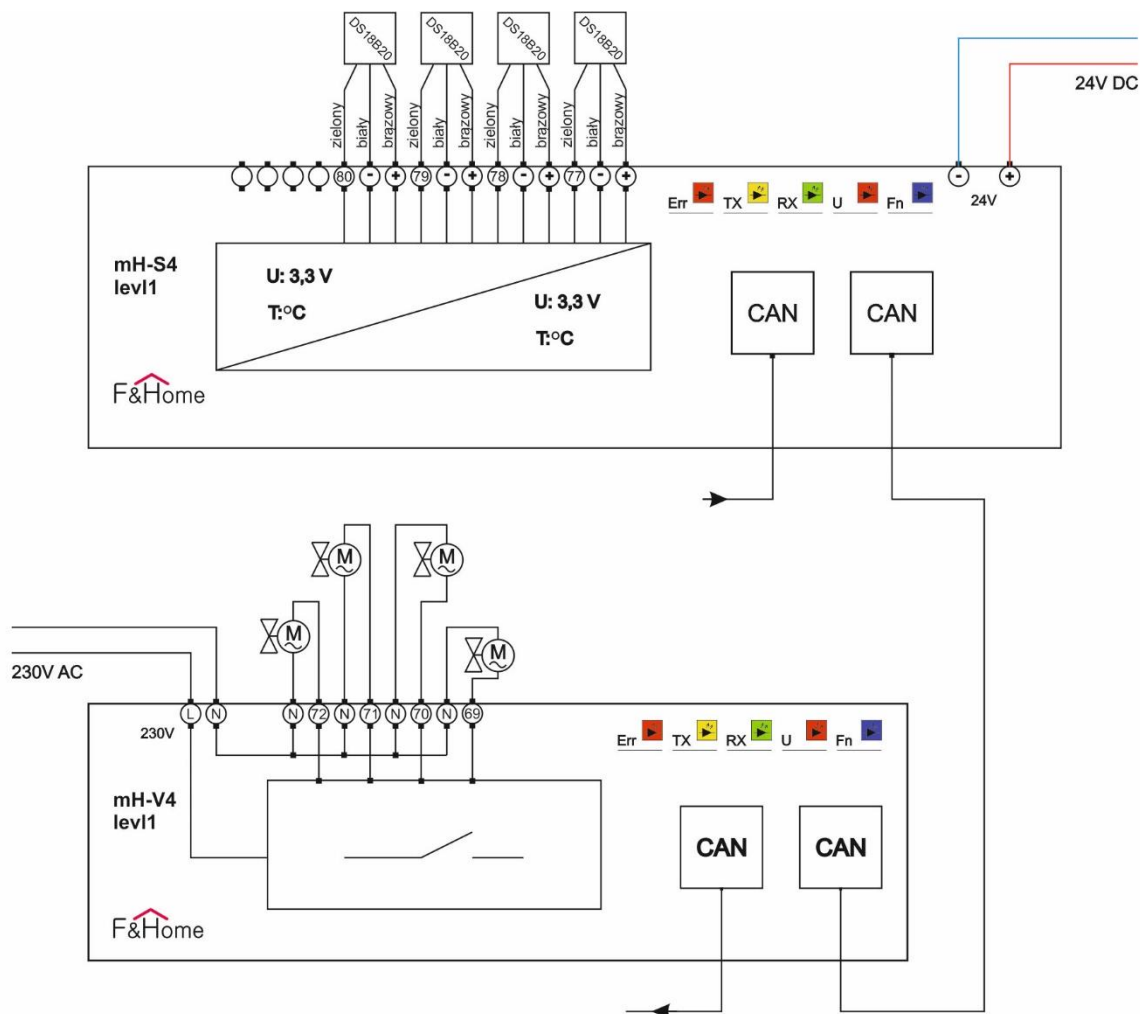 DS18B20 DS18B20 DS18B20 DS18B20
zielony biały brązowy zielony biały brązowy zielony biały brązowy zielony biały brązowy
24V DC
80 - + 79 - + 78 - + 77 - + - +
Err TX RX U Fn 24V
mH-S4
levl1
U: 3,3 V
T:°C
U: 3,3 V
T:°C
CAN CAN
F&Home
M
M
M
M
230V AC
L N N 72 N 71 N 70 N 69
230V
Err TX RX U Fn
mH-V4
levl1
CAN CAN
F&Home